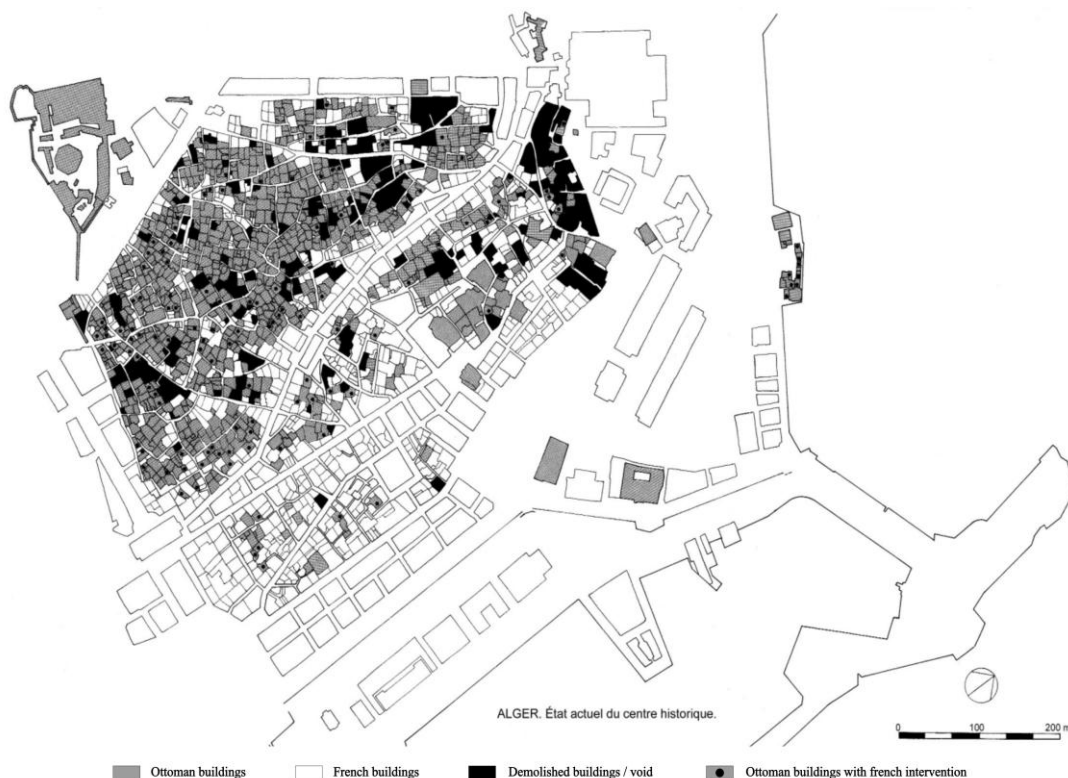 ALGER. État actuel du centre historique.
0 100 200 m
Ottoman buildings French buildings Demolished buildings / void Ottoman buildings with french intervention